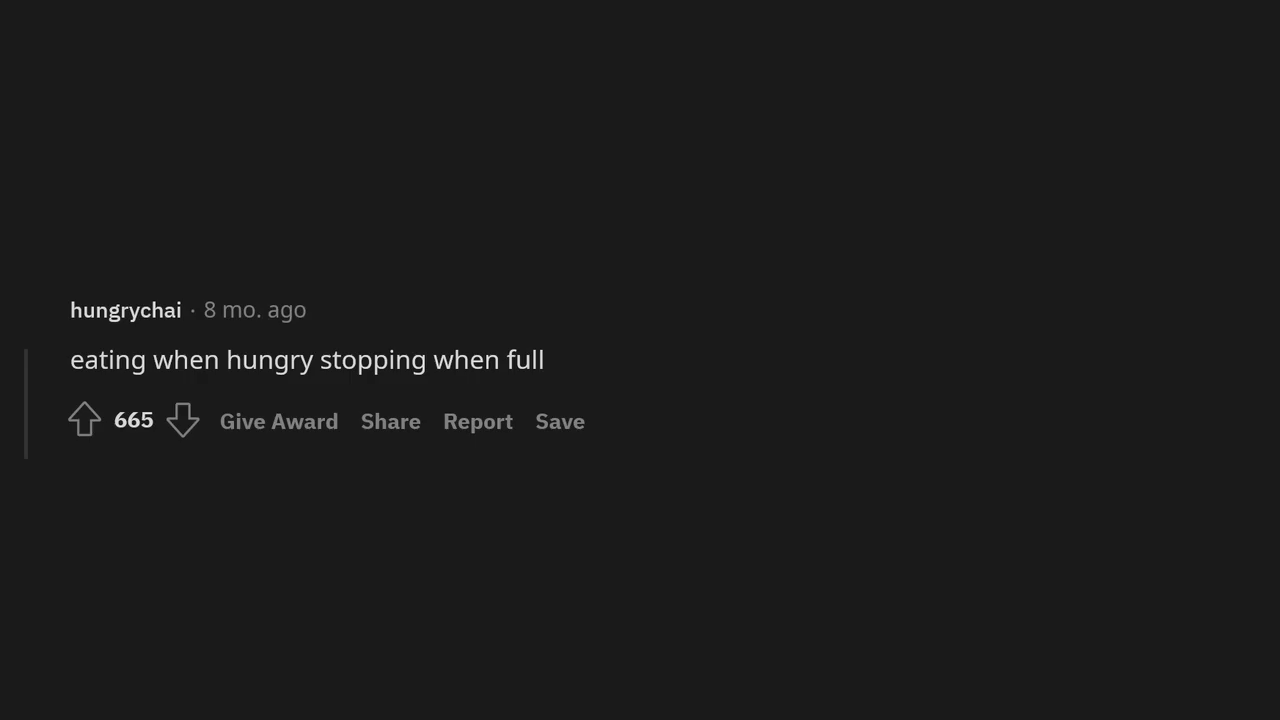 hungrychai · 8 mo. ago
eating when hungry stopping when full
665 Give Award Share Report Save